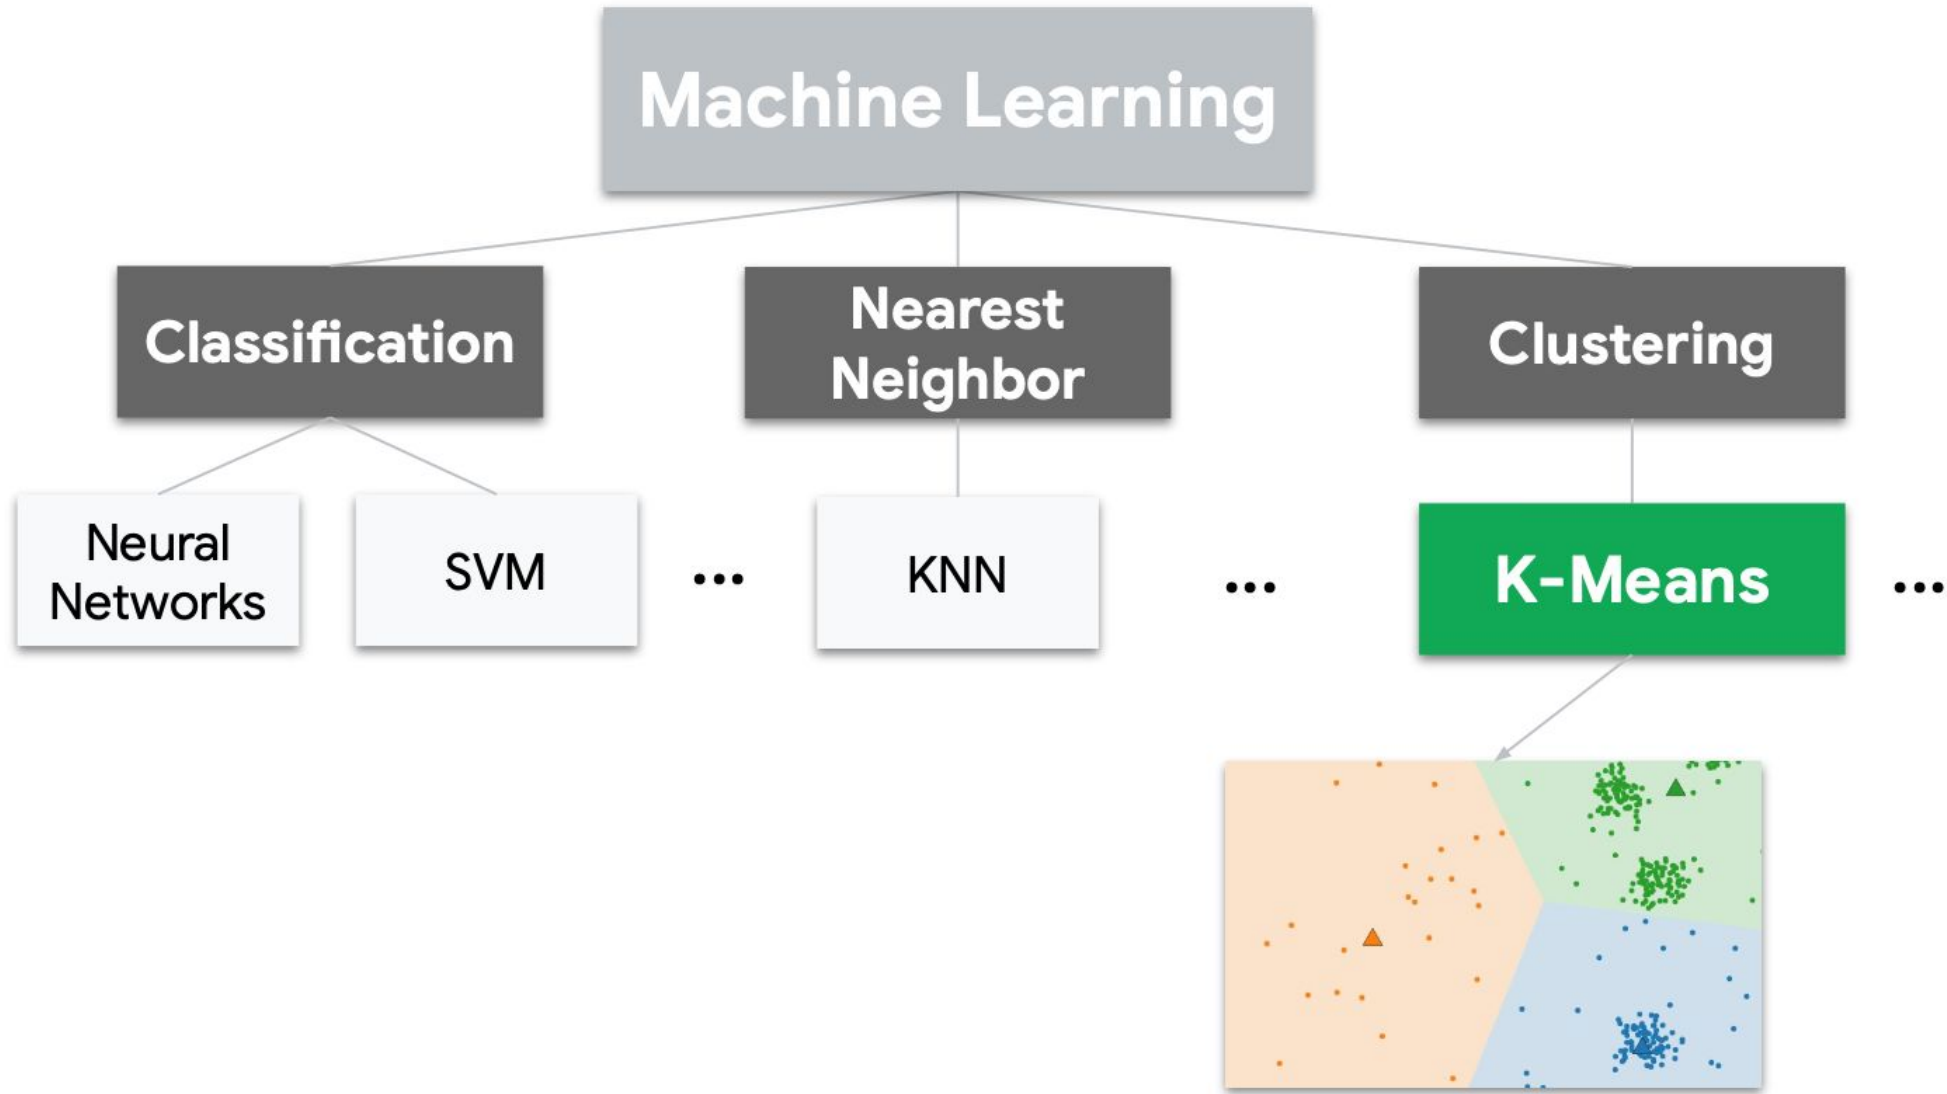 Machine Learning
Classification
Nearest
Neighbor
Clustering
Neural
Networks
SVM
...
KNN
...
K-Means
...